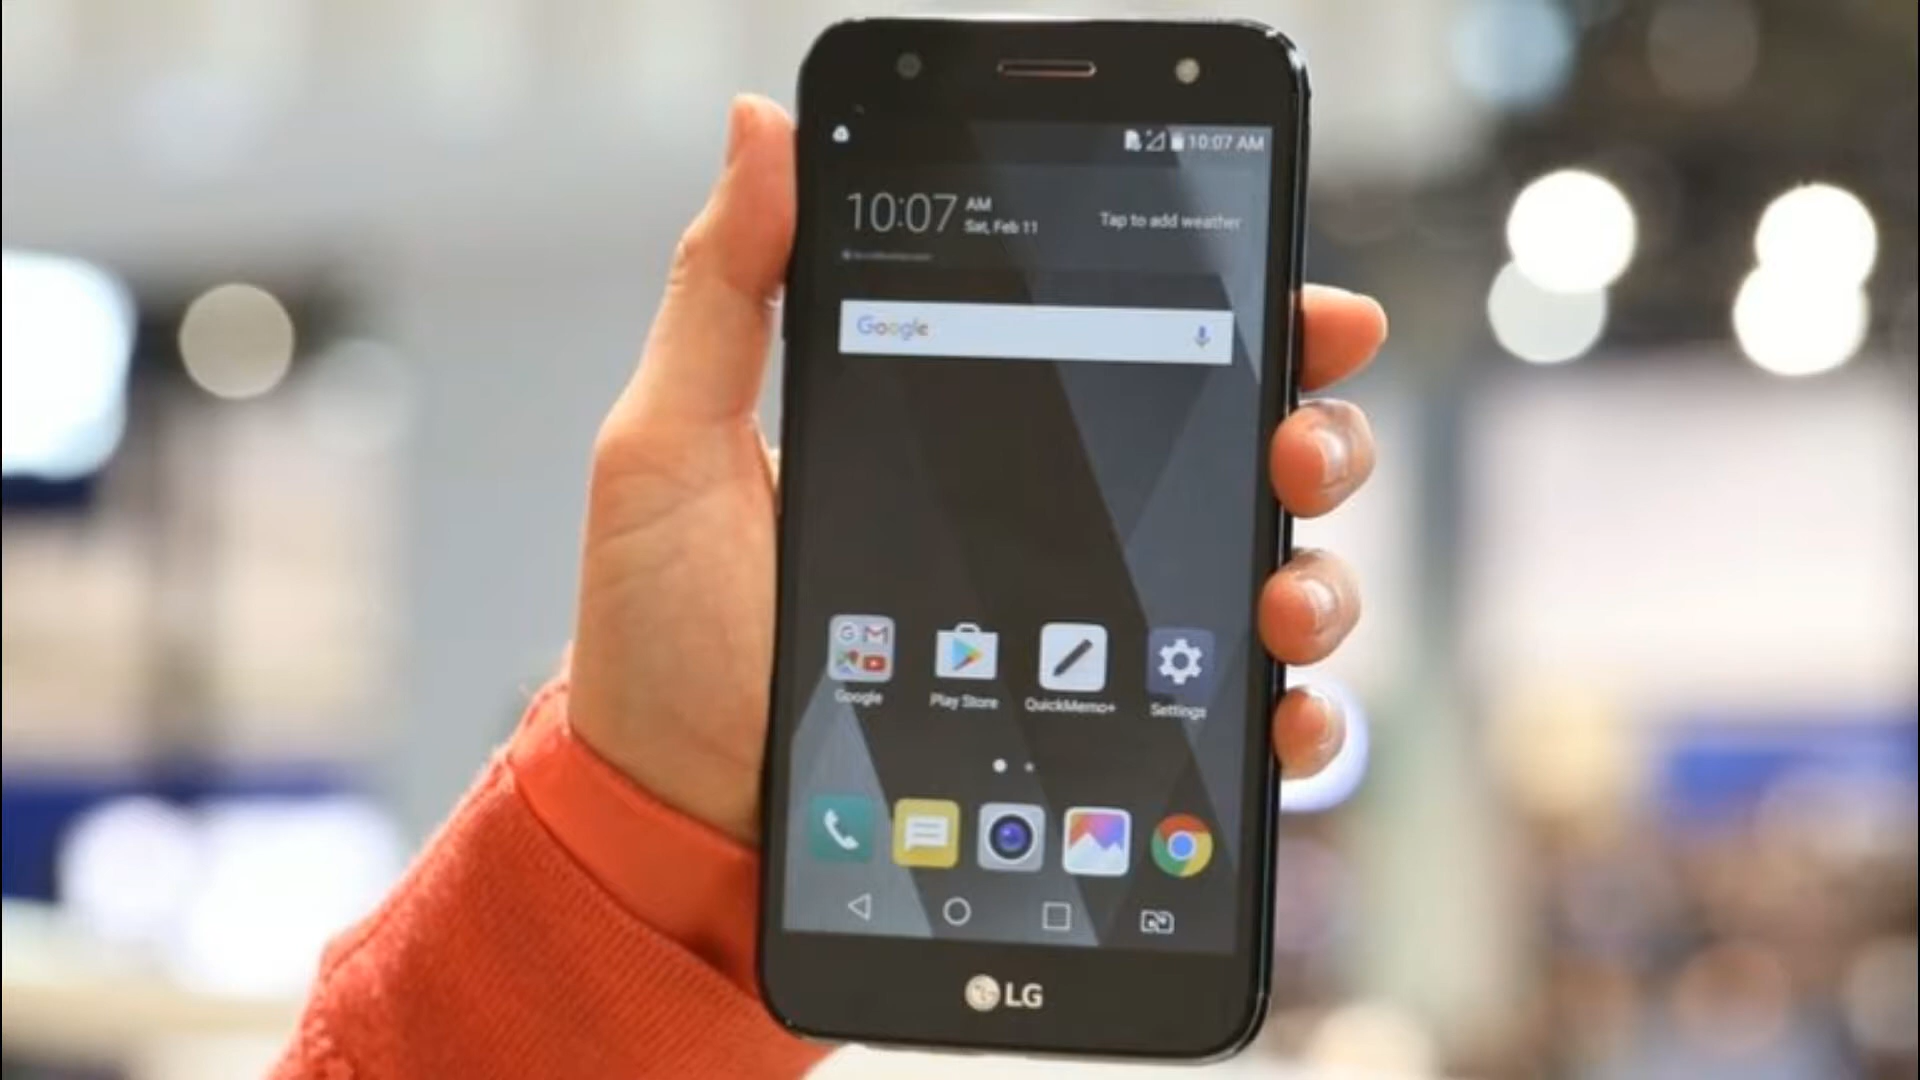 10:07 AM
10:07 AM
Sat, Feb 11
Tap to add weather
Google
Google
Play Store
QuickMemo+
Settings
LG